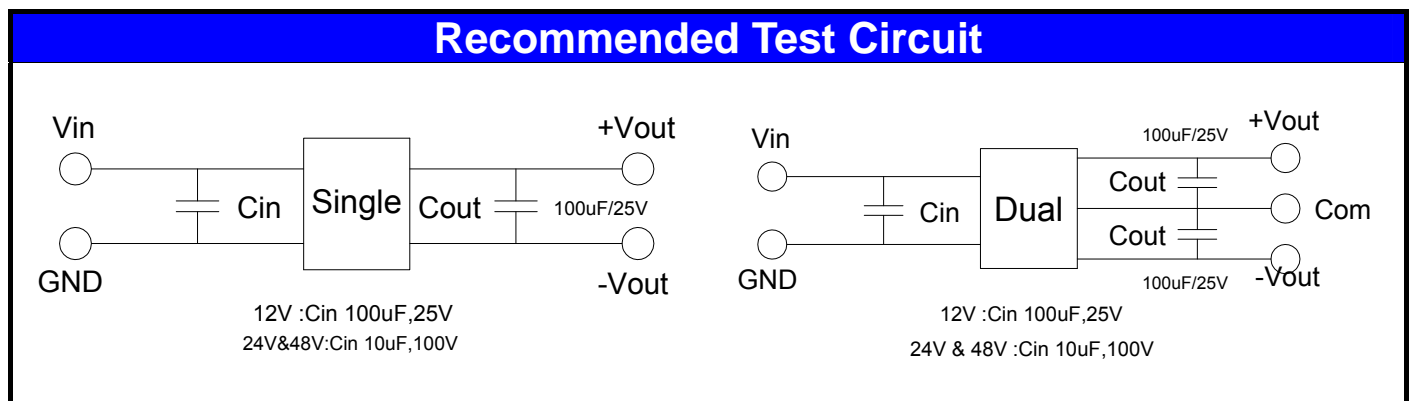 Recommended Test Circuit
Vin
+Vout
Cin
Single
Cout
100uF/25V
GND
-Vout
12V :Cin 100uF,25V
24V&48V:Cin 10uF,100V
Vin
100uF/25V
+Vout
Cout
Cin
Dual
Com
Cout
GND
100uF/25V
-Vout
12V :Cin 100uF,25V
24V & 48V :Cin 10uF,100V